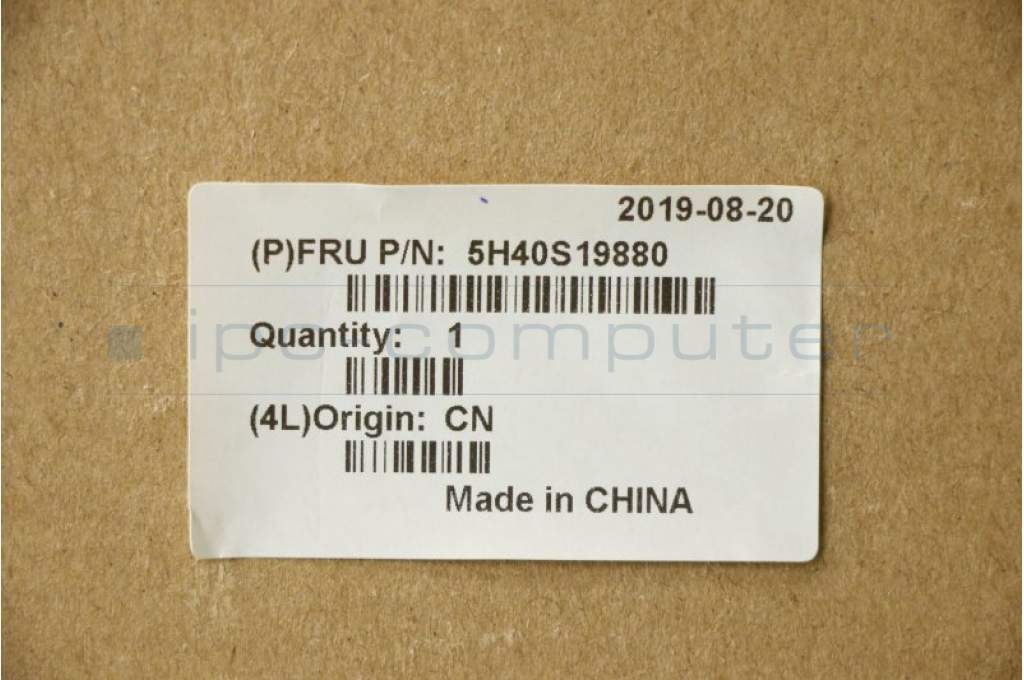 2019-08-20
(P)FRU P/N: 5H40S19880
Quantity: 1
(4L)Origin: CN
Made in CHINA
ipc computer